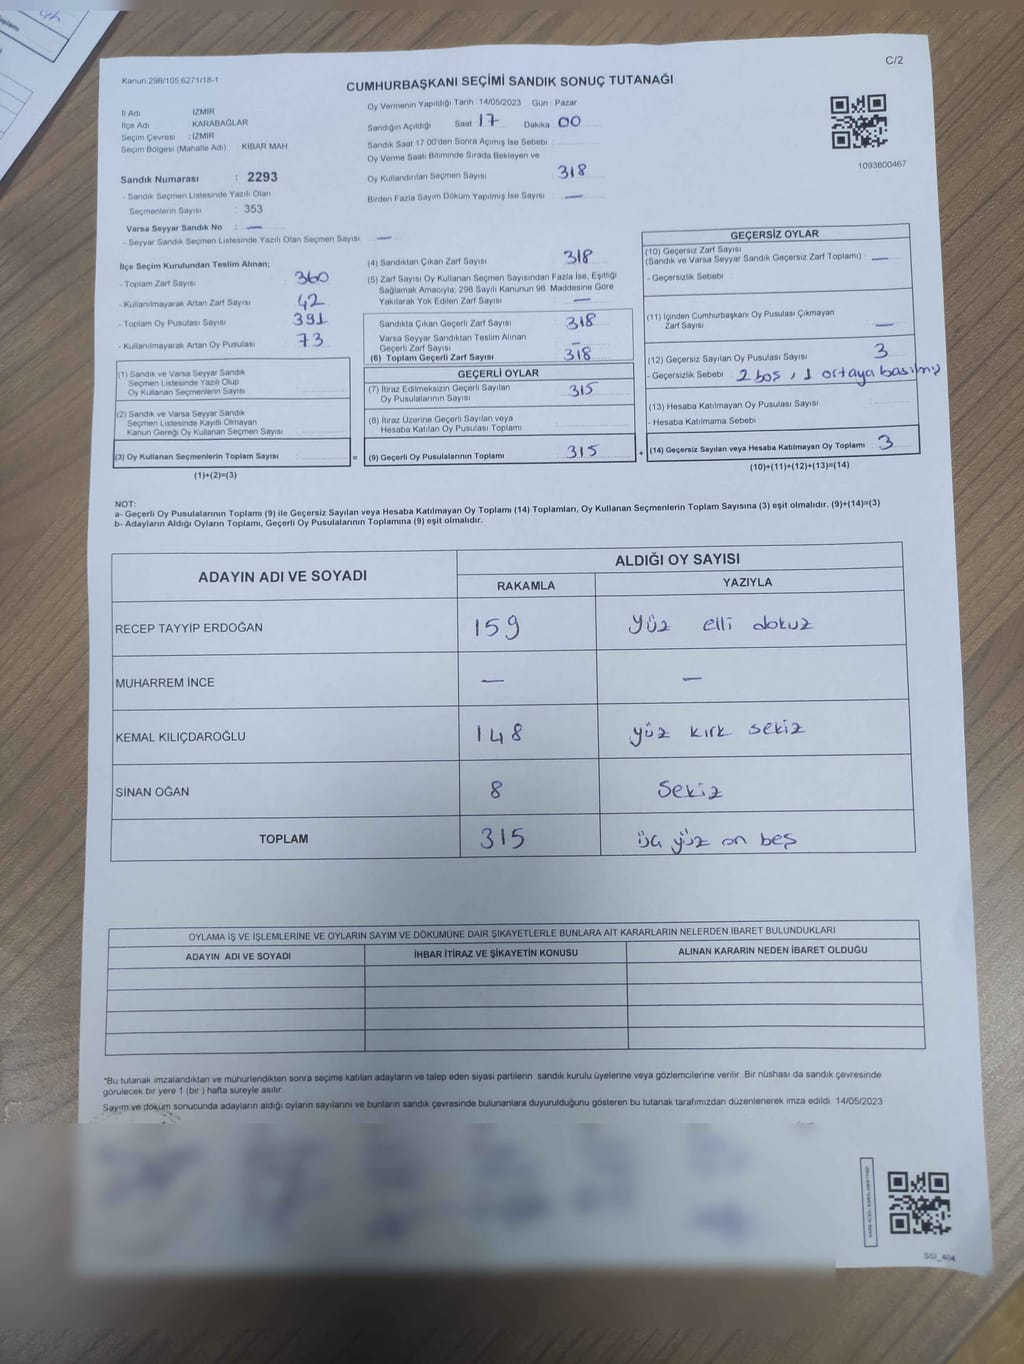 C/2
Kanun,298/105;6271/18-1
CUMHURBAŞKANI SEÇİMİ SANDIK SONUÇ TUTANAĞI
İl Adı İZMİR
İlçe Adı KARABAĞLAR
Seçim Çevresi : İZMİR
Seçim Bölgesi (Mahalle Adı) : KİBAR MAH
Sandık Numarası : 2293
- Sandık Seçmen Listesinde Yazılı Olan
Seçmenlerin Sayısı : 353
Varsa Seyyar Sandık No : —
- Seyyar Sandık Seçmen Listesinde Yazılı Olan Seçmen Sayısı : —
Oy Vermenin Yapıldığı Tarih 14/05/2023 Gün Pazar
Sandığın Açıldığı Saat 17 Dakika 00
Sandık Saat 17:00'den Sonra Açımış İse Sebebi :
Oy Verme Saati Bitiminde Sırada Bekleyen ve
Oy Kullandırılan Seçmen Sayısı : 318
Birden Fazla Sayım Döküm Yapılmış İse Sayısı : —
1093800467
İlçe Seçim Kurulundan Teslim Alınan;
- Toplam Zarf Sayısı : 360
- Kullanılmayarak Artan Zarf Sayısı : 42
- Toplam Oy Pusulası Sayısı : 391
- Kullanılmayarak Artan Oy Pusulası : 73
(1) Sandık ve Varsa Seyyar Sandık
Seçmen Listesinde Yazılı Olup
Oy Kullanan Seçmenlerin Sayısı :
(2) Sandık ve Varsa Seyyar Sandık
Seçmen Listesinde Kayıtlı Olmayan
Kanun Gereği Oy Kullanan Seçmen Sayısı :
(3) Oy Kullanan Seçmenlerin Toplam Sayısı :
(1)+(2)=(3)
=
(4) Sandıktan Çıkan Zarf Sayısı : 318
(5) Zarf Sayısı Oy Kullanan Seçmen Sayısından Fazla İse, Eşitliği
Sağlamak Amacıyla; 298 Sayılı Kanunun 98. Maddesine Göre
Yakılarak Yok Edilen Zarf Sayısı : —
Sandıkta Çıkan Geçerli Zarf Sayısı : 318
Varsa Seyyar Sandıktan Teslim Alınan
Geçerli Zarf Sayısı : —
(6) Toplam Geçerli Zarf Sayısı : 318
GEÇERLİ OYLAR
(7) İtiraz Edilmeksizin Geçerli Sayılan
Oy Pusulalarının Sayısı : 315
(8) İtiraz Üzerine Geçerli Sayılan veya
Hesaba Katılan Oy Pusulası Toplamı :
(9) Geçerli Oy Pusulalarının Toplamı : 315
+
GEÇERSİZ OYLAR
(10) Geçersiz Zarf Sayısı
(Sandık ve Varsa Seyyar Sandık Geçersiz Zarf Toplamı) : —
- Geçersizlik Sebebi :
(11) İçinden Cumhurbaşkanı Oy Pusulası Çıkmayan
Zarf Sayısı : —
(12) Geçersiz Sayılan Oy Pusulası Sayısı : 3
- Geçersizlik Sebebi : 2 boş, 1 ortaya basılmış
(13) Hesaba Katılmayan Oy Pusulası Sayısı :
- Hesaba Katılmama Sebebi :
(14) Geçersiz Sayılan veya Hesaba Katılmayan Oy Toplamı : 3
(10)+(11)+(12)+(13)=(14)
NOT:
a- Geçerli Oy Pusulalarının Toplamı (9) ile Geçersiz Sayılan veya Hesaba Katılmayan Oy Toplamı (14) Toplamları, Oy Kullanan Seçmenlerin Toplam Sayısına (3) eşit olmalıdır. (9)+(14)=(3)
b- Adayların Aldığı Oyların Toplamı, Geçerli Oy Pusulalarının Toplamına (9) eşit olmalıdır.
ADAYIN ADI VE SOYADI
ALDIĞI OY SAYISI
RAKAMLA YAZIYLA
RECEP TAYYİP ERDOĞAN 159 yüz elli dokuz
MUHARREM İNCE — —
KEMAL KILIÇDAROĞLU 148 yüz kırk sekiz
SİNAN OĞAN 8 Sekiz
TOPLAM 315 üç yüz on beş
OYLAMA İŞ VE İŞLEMLERİNE VE OYLARIN SAYIM VE DÖKÜMÜNE DAİR ŞİKAYETLERLE BUNLARA AİT KARARLARIN NELERDEN İBARET BULUNDUKLARI
ADAYIN ADI VE SOYADI İHBAR İTİRAZ VE ŞİKAYETİN KONUSU ALINAN KARARIN NEDEN İBARET OLDUĞU
"Bu tutanak imzalandıktan ve mühürlendikten sonra seçime katılan adayların ve talep eden siyasi partilerin sandık kurulu üyelerine veya gözlemcilerine verilir. Bir nüshası da sandık çevresinde
görülecek bir yere 1 (bir) hafta süreyle asılır.
Sayım ve döküm sonucunda adayların aldığı oyların sayılarını ve bunların sandık çevresinde bulunanlara duyurulduğunu gösteren bu tutanak tarafımızdan düzenlenerek imza edildi. 14/05/2023
SSI_404